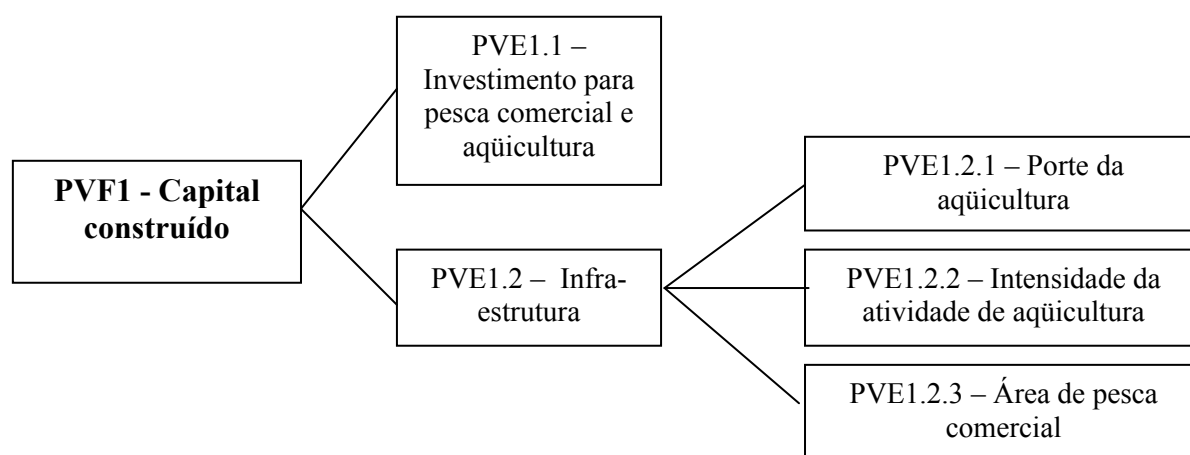 PVE1.1 –
Investimento para
pesca comercial e
aqüicultura
PVF1 - Capital
construído
PVE1.2 –  Infra-
estrutura
PVE1.2.1 – Porte da
aqüicultura
PVE1.2.2 – Intensidade da
atividade de aqüicultura
PVE1.2.3 – Área de pesca
comercial